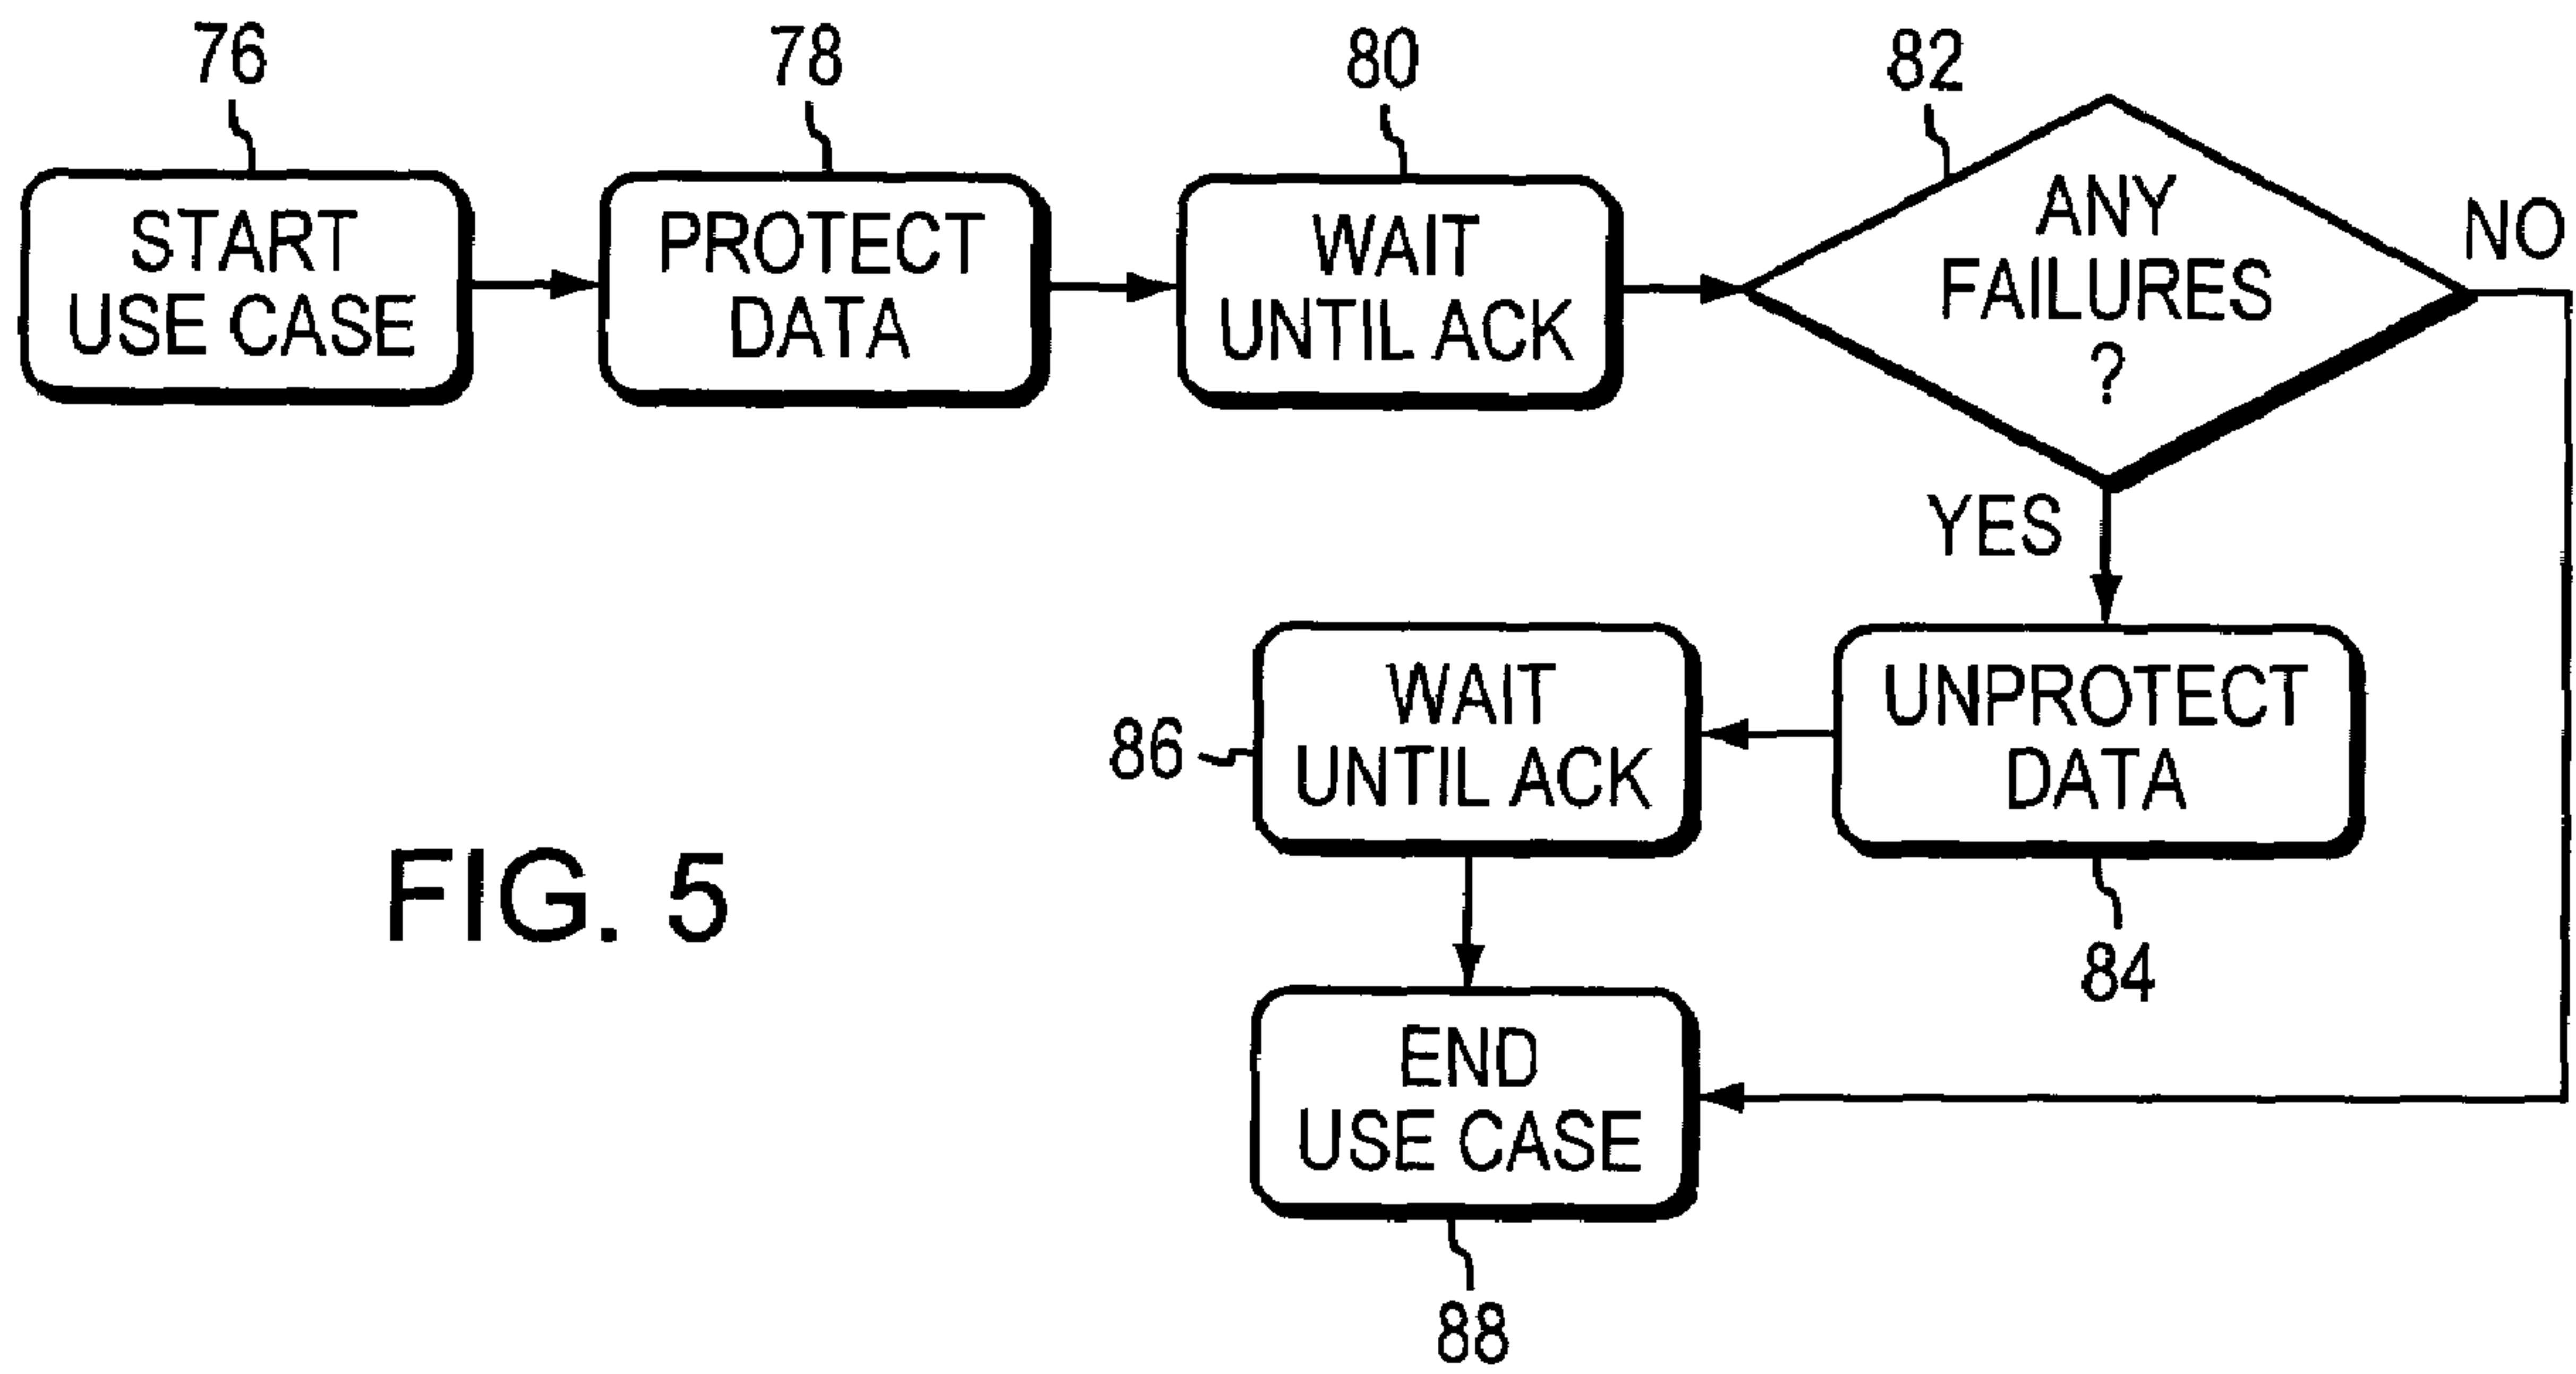 76
78
80
82
START
USE CASE
PROTECT
DATA
WAIT
UNTIL ACK
ANY
FAILURES
?
NO
YES
WAIT
UNTIL ACK
UNPROTECT
DATA
86
84
FIG. 5
END
USE CASE
88